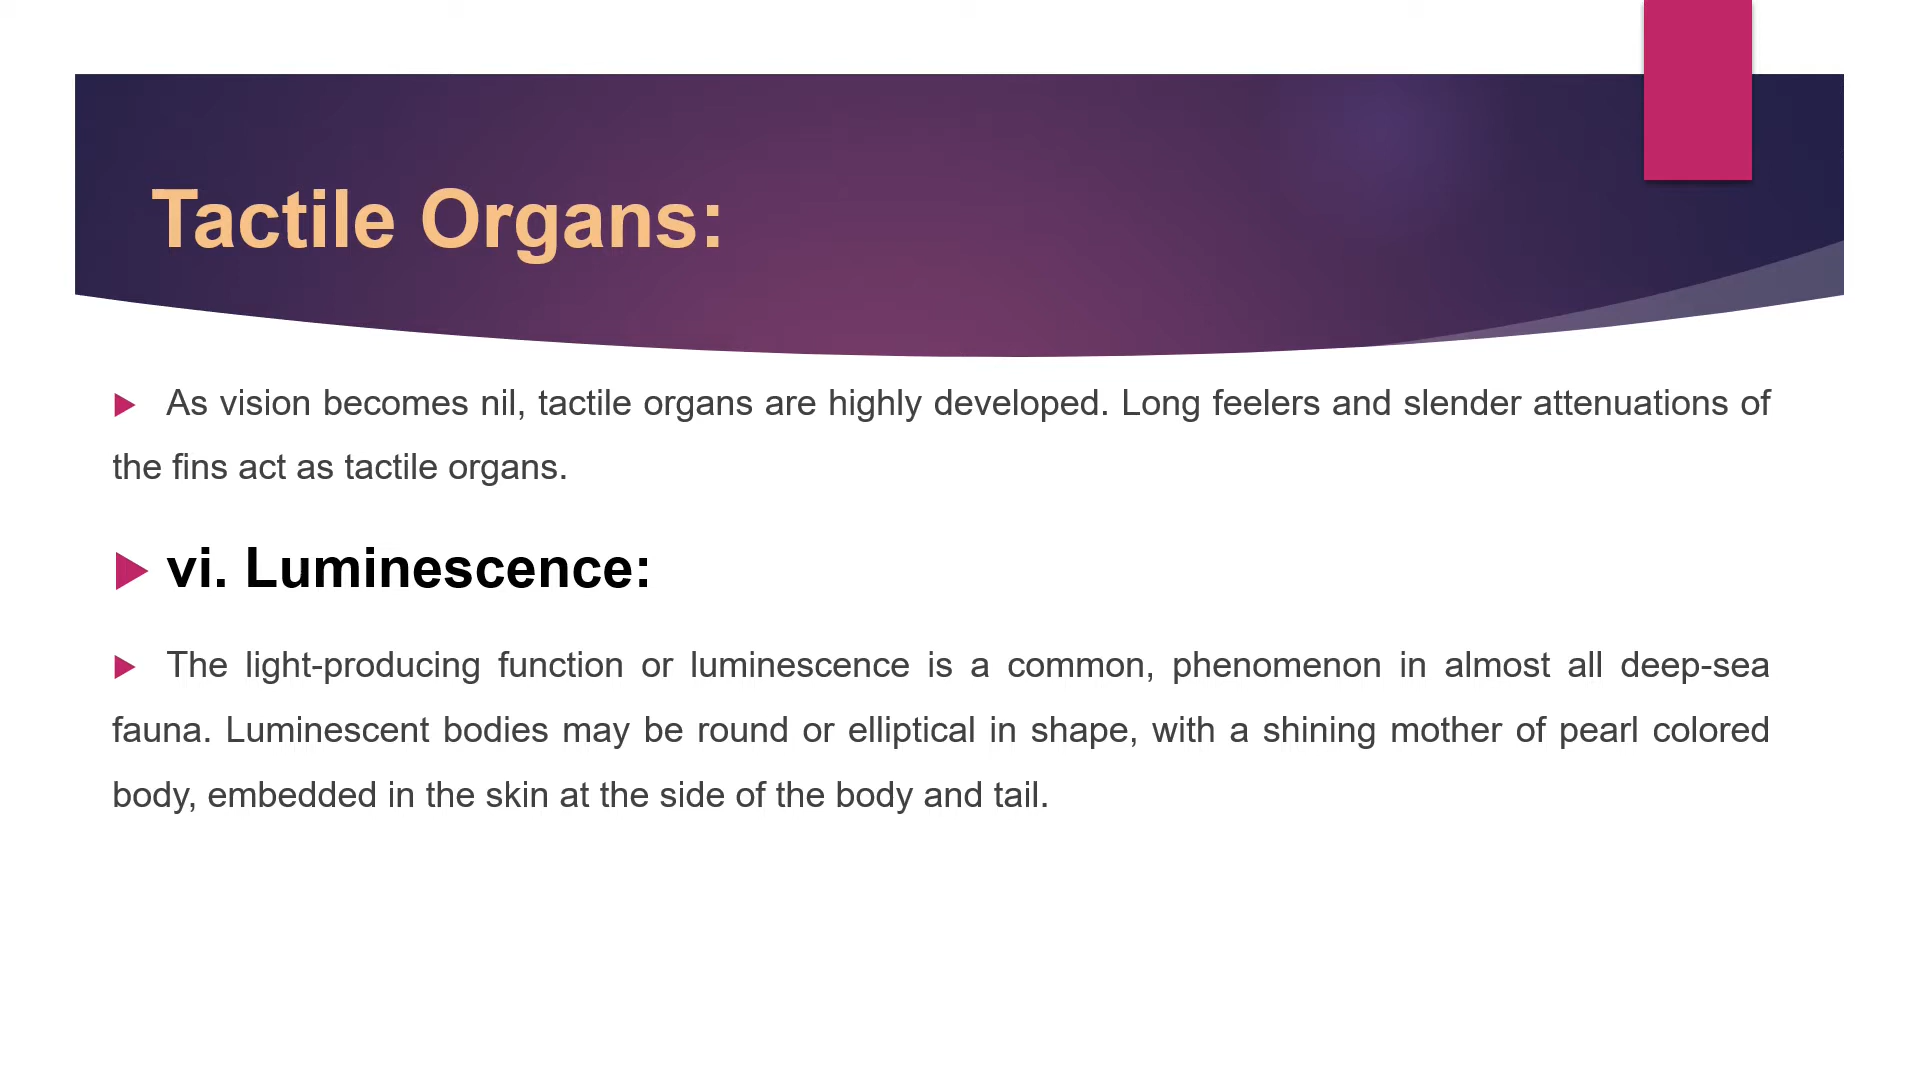 Tactile Organs:
As vision becomes nil, tactile organs are highly developed. Long feelers and slender attenuations of
the fins act as tactile organs.
vi. Luminescence:
The light-producing function or luminescence is a common, phenomenon in almost all deep-sea
fauna. Luminescent bodies may be round or elliptical in shape, with a shining mother of pearl colored
body, embedded in the skin at the side of the body and tail.